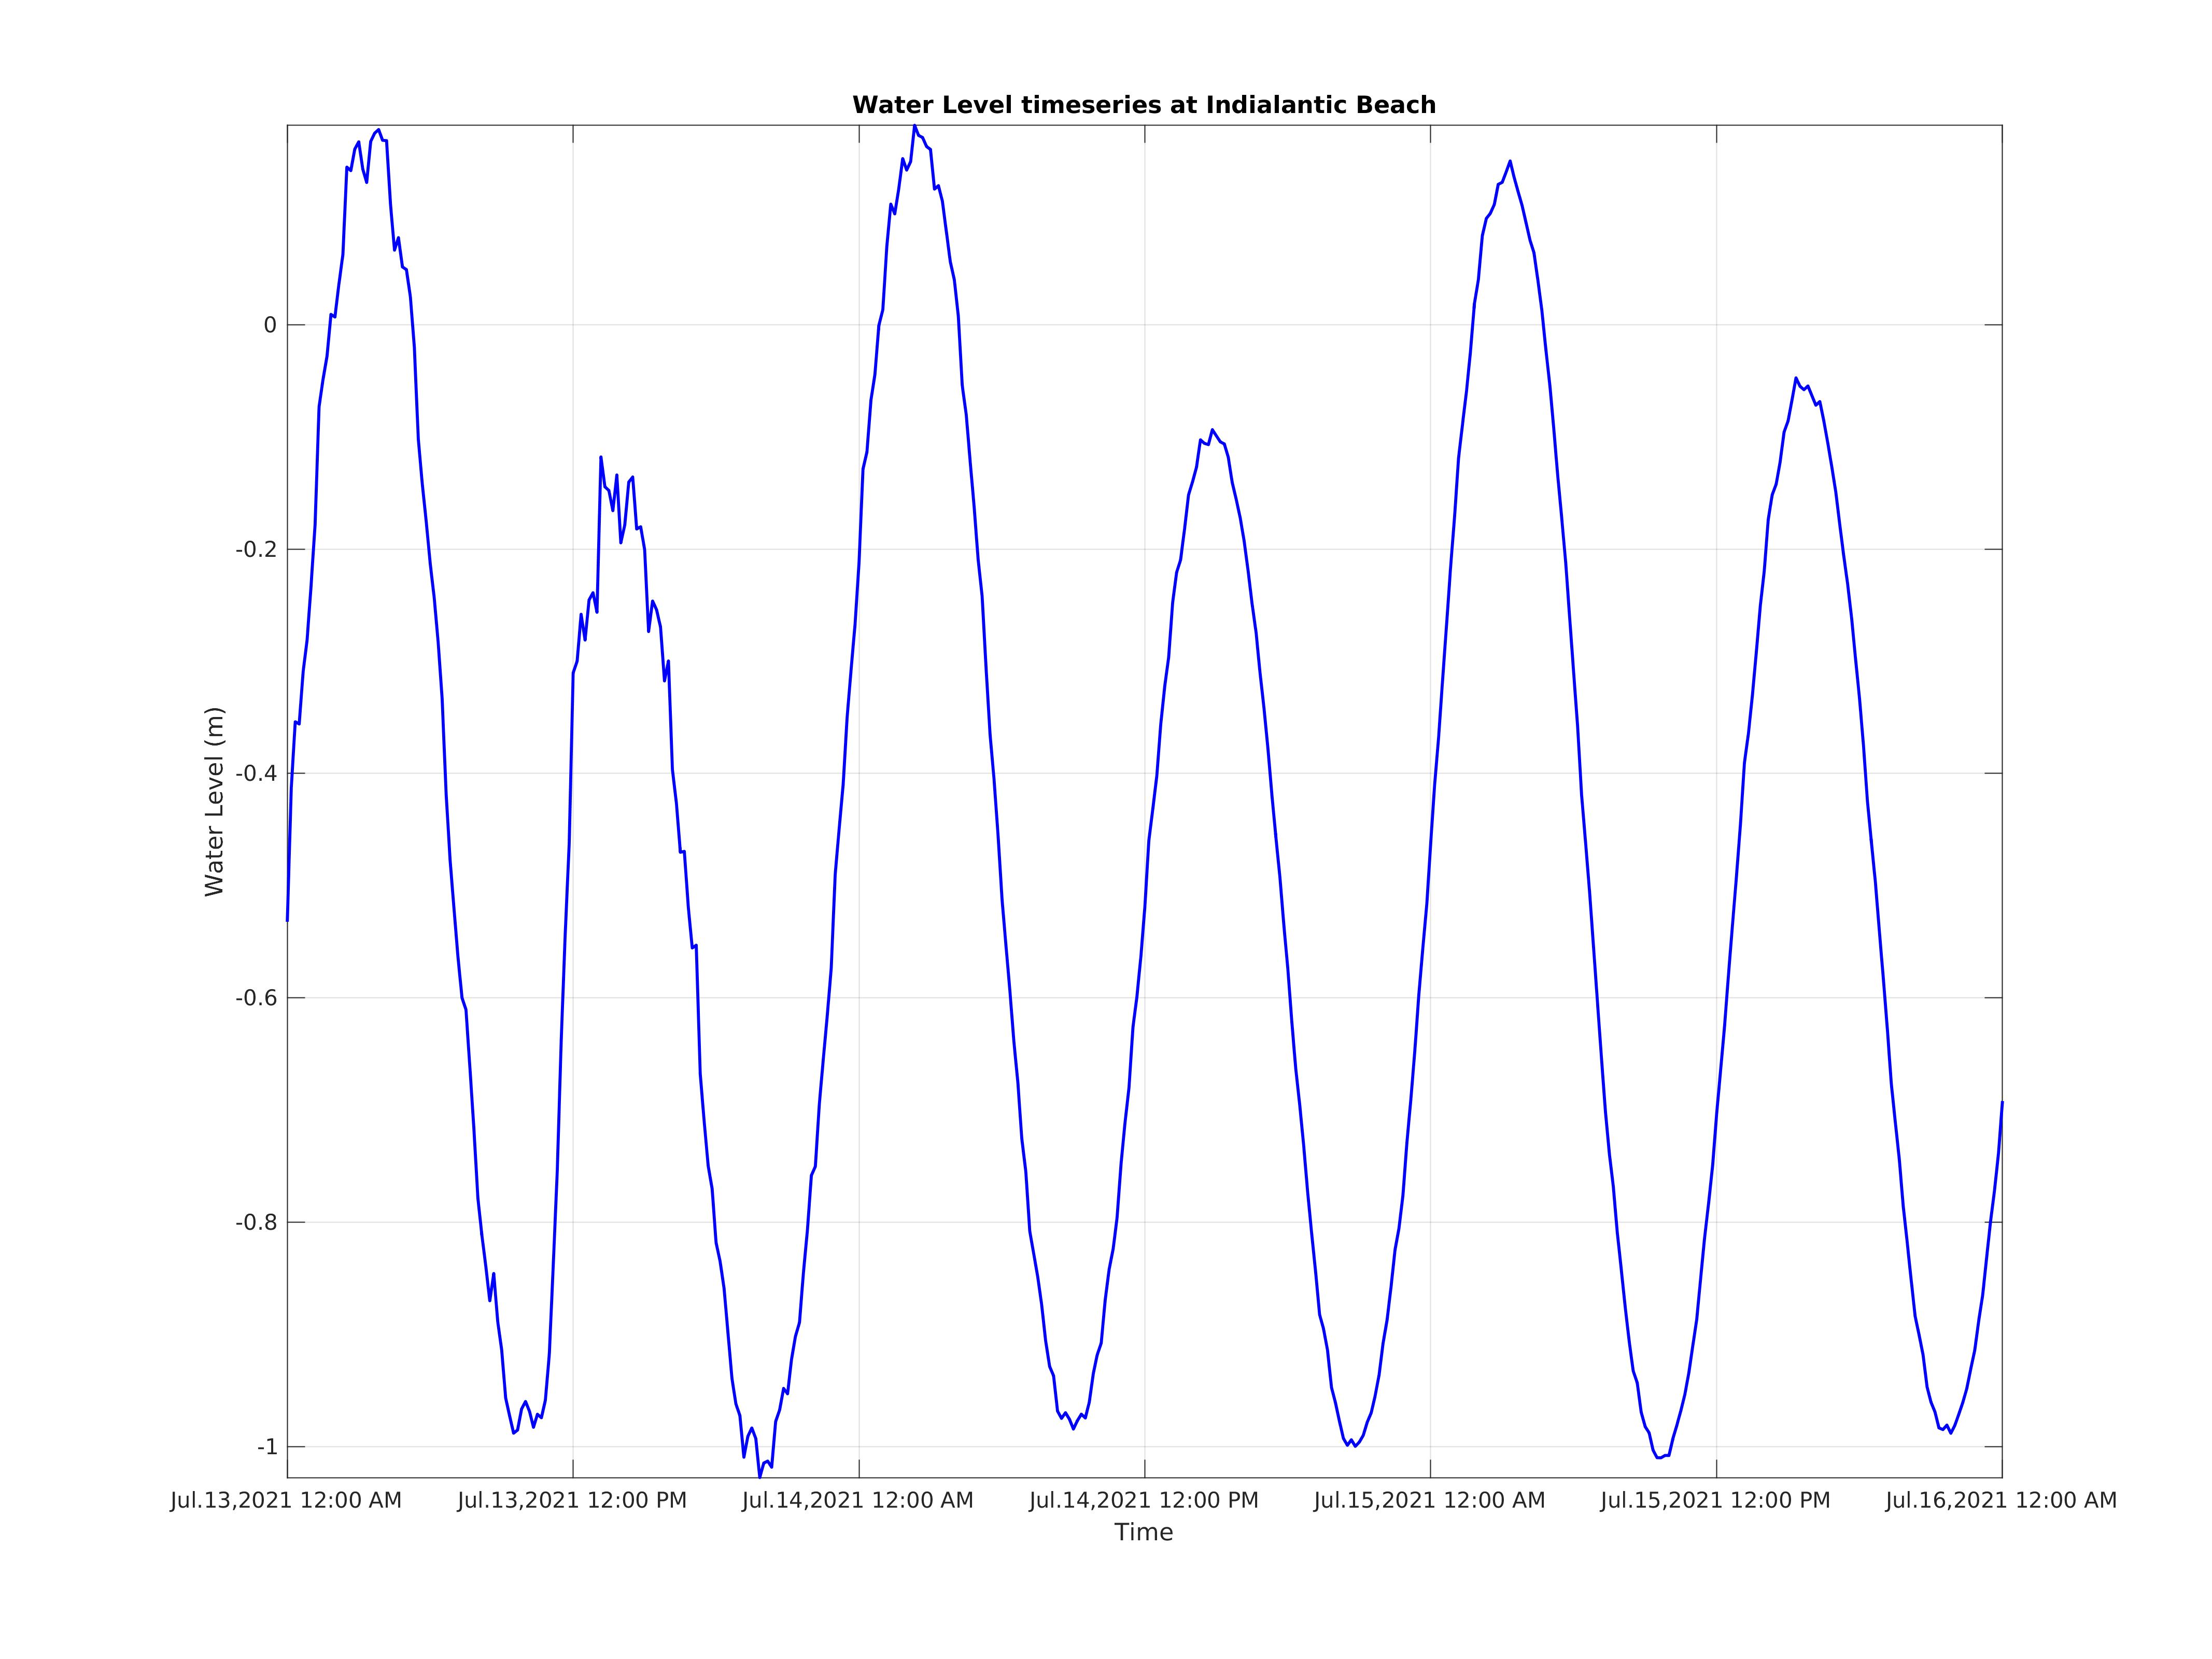 Water Level timeseries at Indialantic Beach
0
-0.2
-0.4
-0.6
-0.8
-1
Water Level (m)
Jul.13,2021 12:00 AM
Jul.13,2021 12:00 PM
Jul.14,2021 12:00 AM
Jul.14,2021 12:00 PM
Jul.15,2021 12:00 AM
Jul.15,2021 12:00 PM
Jul.16,2021 12:00 AM
Time